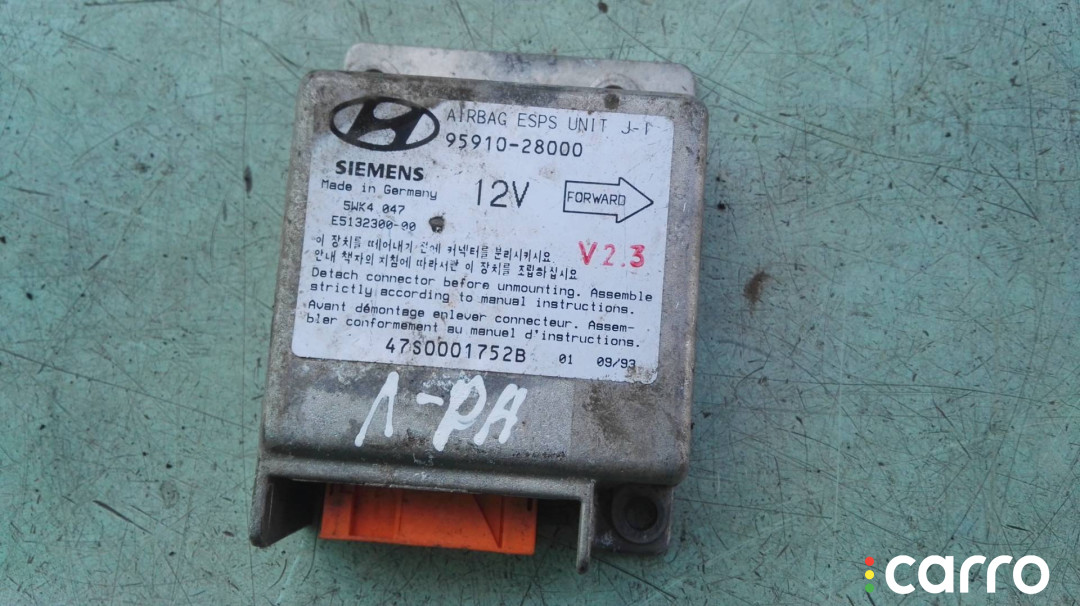 AIRBAG ESPS UNIT J-1
95910-28000
SIEMENS
Made in Germany
12V
FORWARD
5WK4 047
E5132300-00
이 장치를 떼어내기 전에 커넥터를 분리시키시요
V2.3
안내 책자의 지침에 따라서만 이 장치를 조립하십시요
Detach connector before unmounting. Assemble
strictly according to manual instructions.
Avant démontage enlever connecteur. Assem-
bler conformement au manuel d'instructions.
47S0001752B 01 09/93
Л-РА
carro